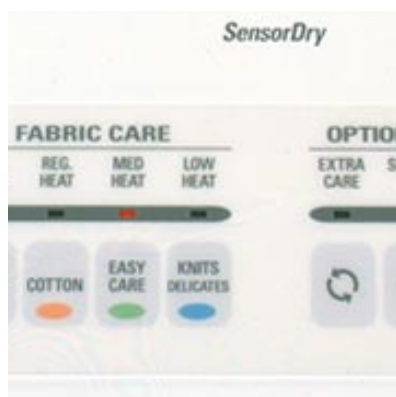 SensorDry
FABRIC CARE
REG. HEAT
MED HEAT
LOW HEAT
COTTON
EASY CARE
KNITS DELICATES
EXTRA CARE